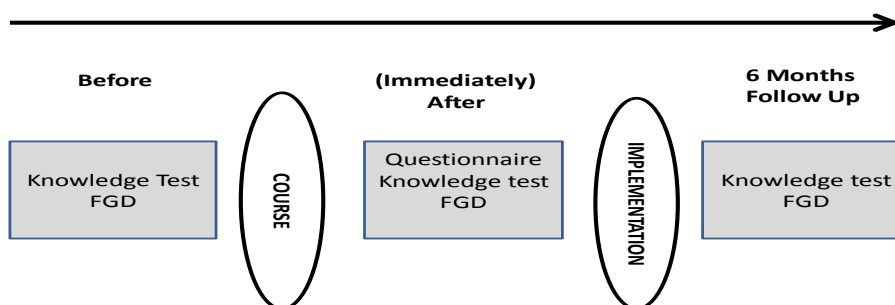 Before
(Immediately)
After
6 Months
Follow Up
Knowledge Test
FGD
COURSE
Questionnaire
Knowledge test
FGD
IMPLEMENTATION
Knowledge test
FGD